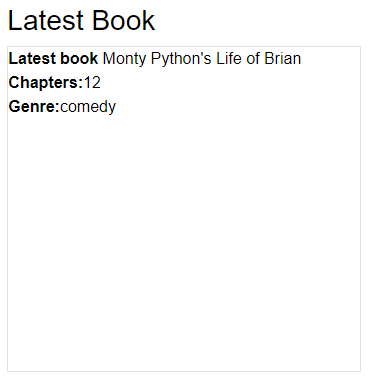 Latest Book
Latest book Monty Python's Life of Brian
Chapters:12
Genre:comedy